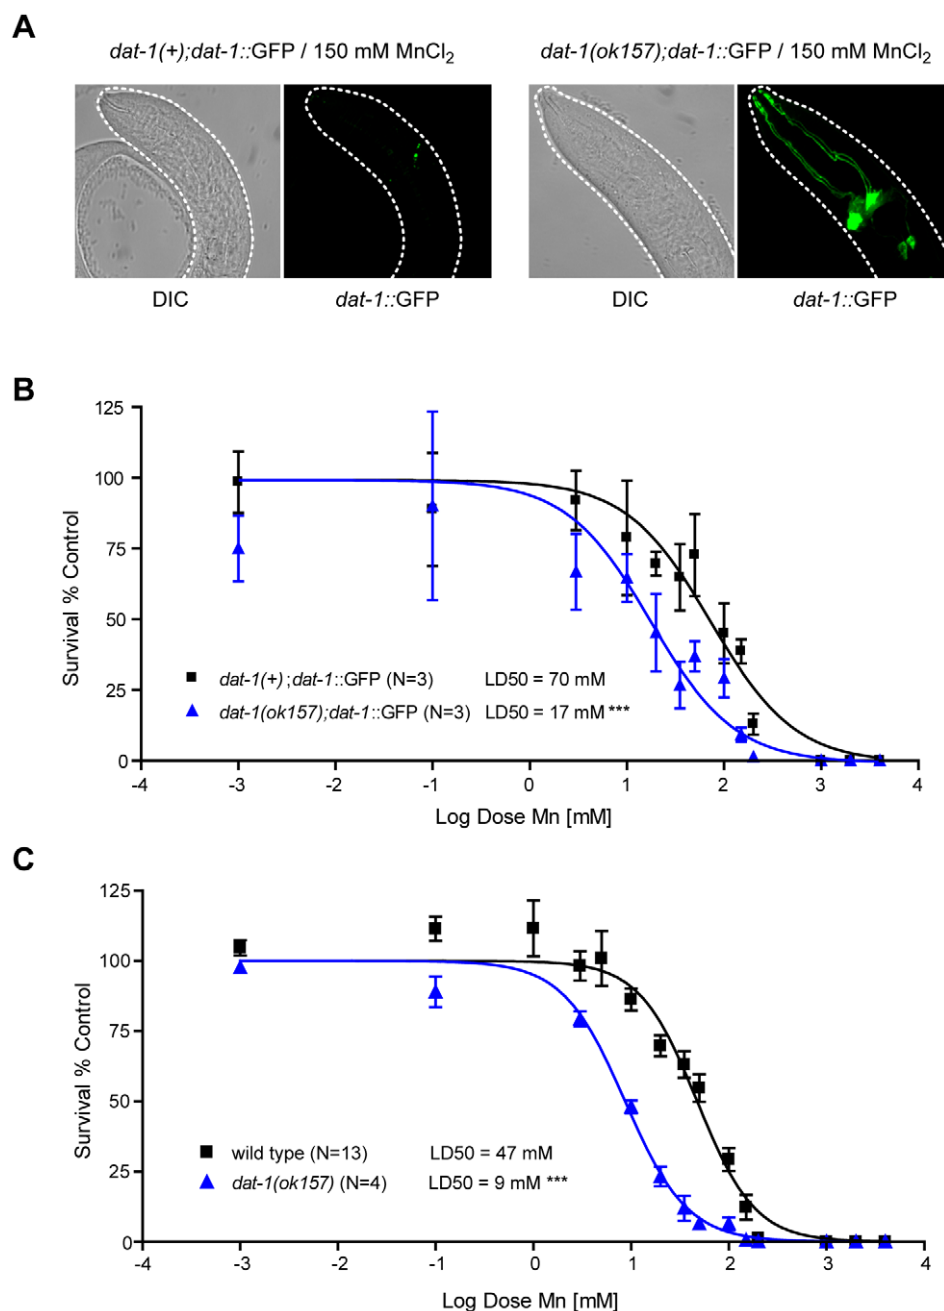 A
dat-1(+);dat-1::GFP / 150 mM MnCl₂
dat-1(ok157);dat-1::GFP / 150 mM MnCl₂
DIC
dat-1::GFP
DIC
dat-1::GFP
B
125
100
75
50
25
0
Survival % Control
dat-1(+);dat-1::GFP (N=3) LD50 = 70 mM
dat-1(ok157);dat-1::GFP (N=3) LD50 = 17 mM ***
-4 -3 -2 -1 0 1 2 3 4
Log Dose Mn [mM]
C
125
100
75
50
25
0
Survival % Control
wild type (N=13) LD50 = 47 mM
dat-1(ok157) (N=4) LD50 = 9 mM ***
-4 -3 -2 -1 0 1 2 3 4
Log Dose Mn [mM]